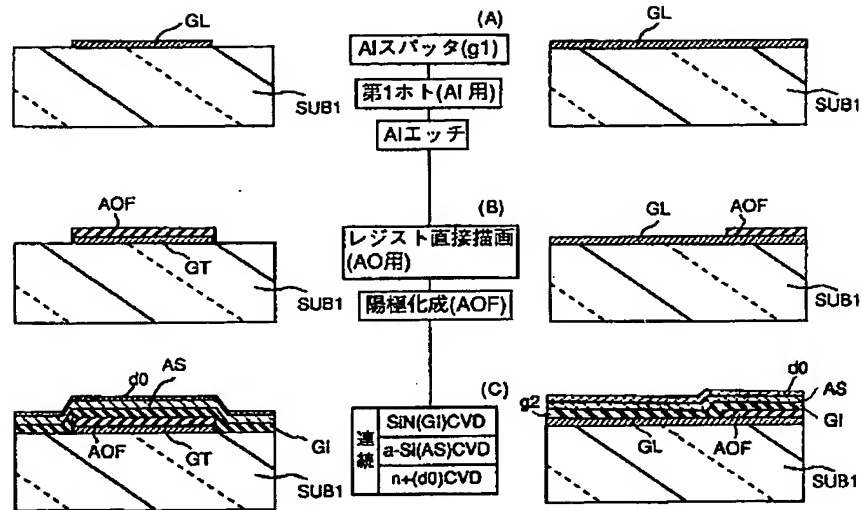 GL
(A)
Alスパッタ(g1)
GL
第1ホト(Al 用)
SUB1
SUB1
Alエッチ
AOF
(B)
GL
AOF
レジスト直接描画
(AO用)
GT
SUB1
陽極化成(AOF)
SUB1
d0
AS
(C)
d0
AS
g2
連続
SiN(GI)CVD
a-Si(AS)CVD
n+(d0)CVD
GI
GI
AOF
GT
GL
AOF
SUB1
SUB1